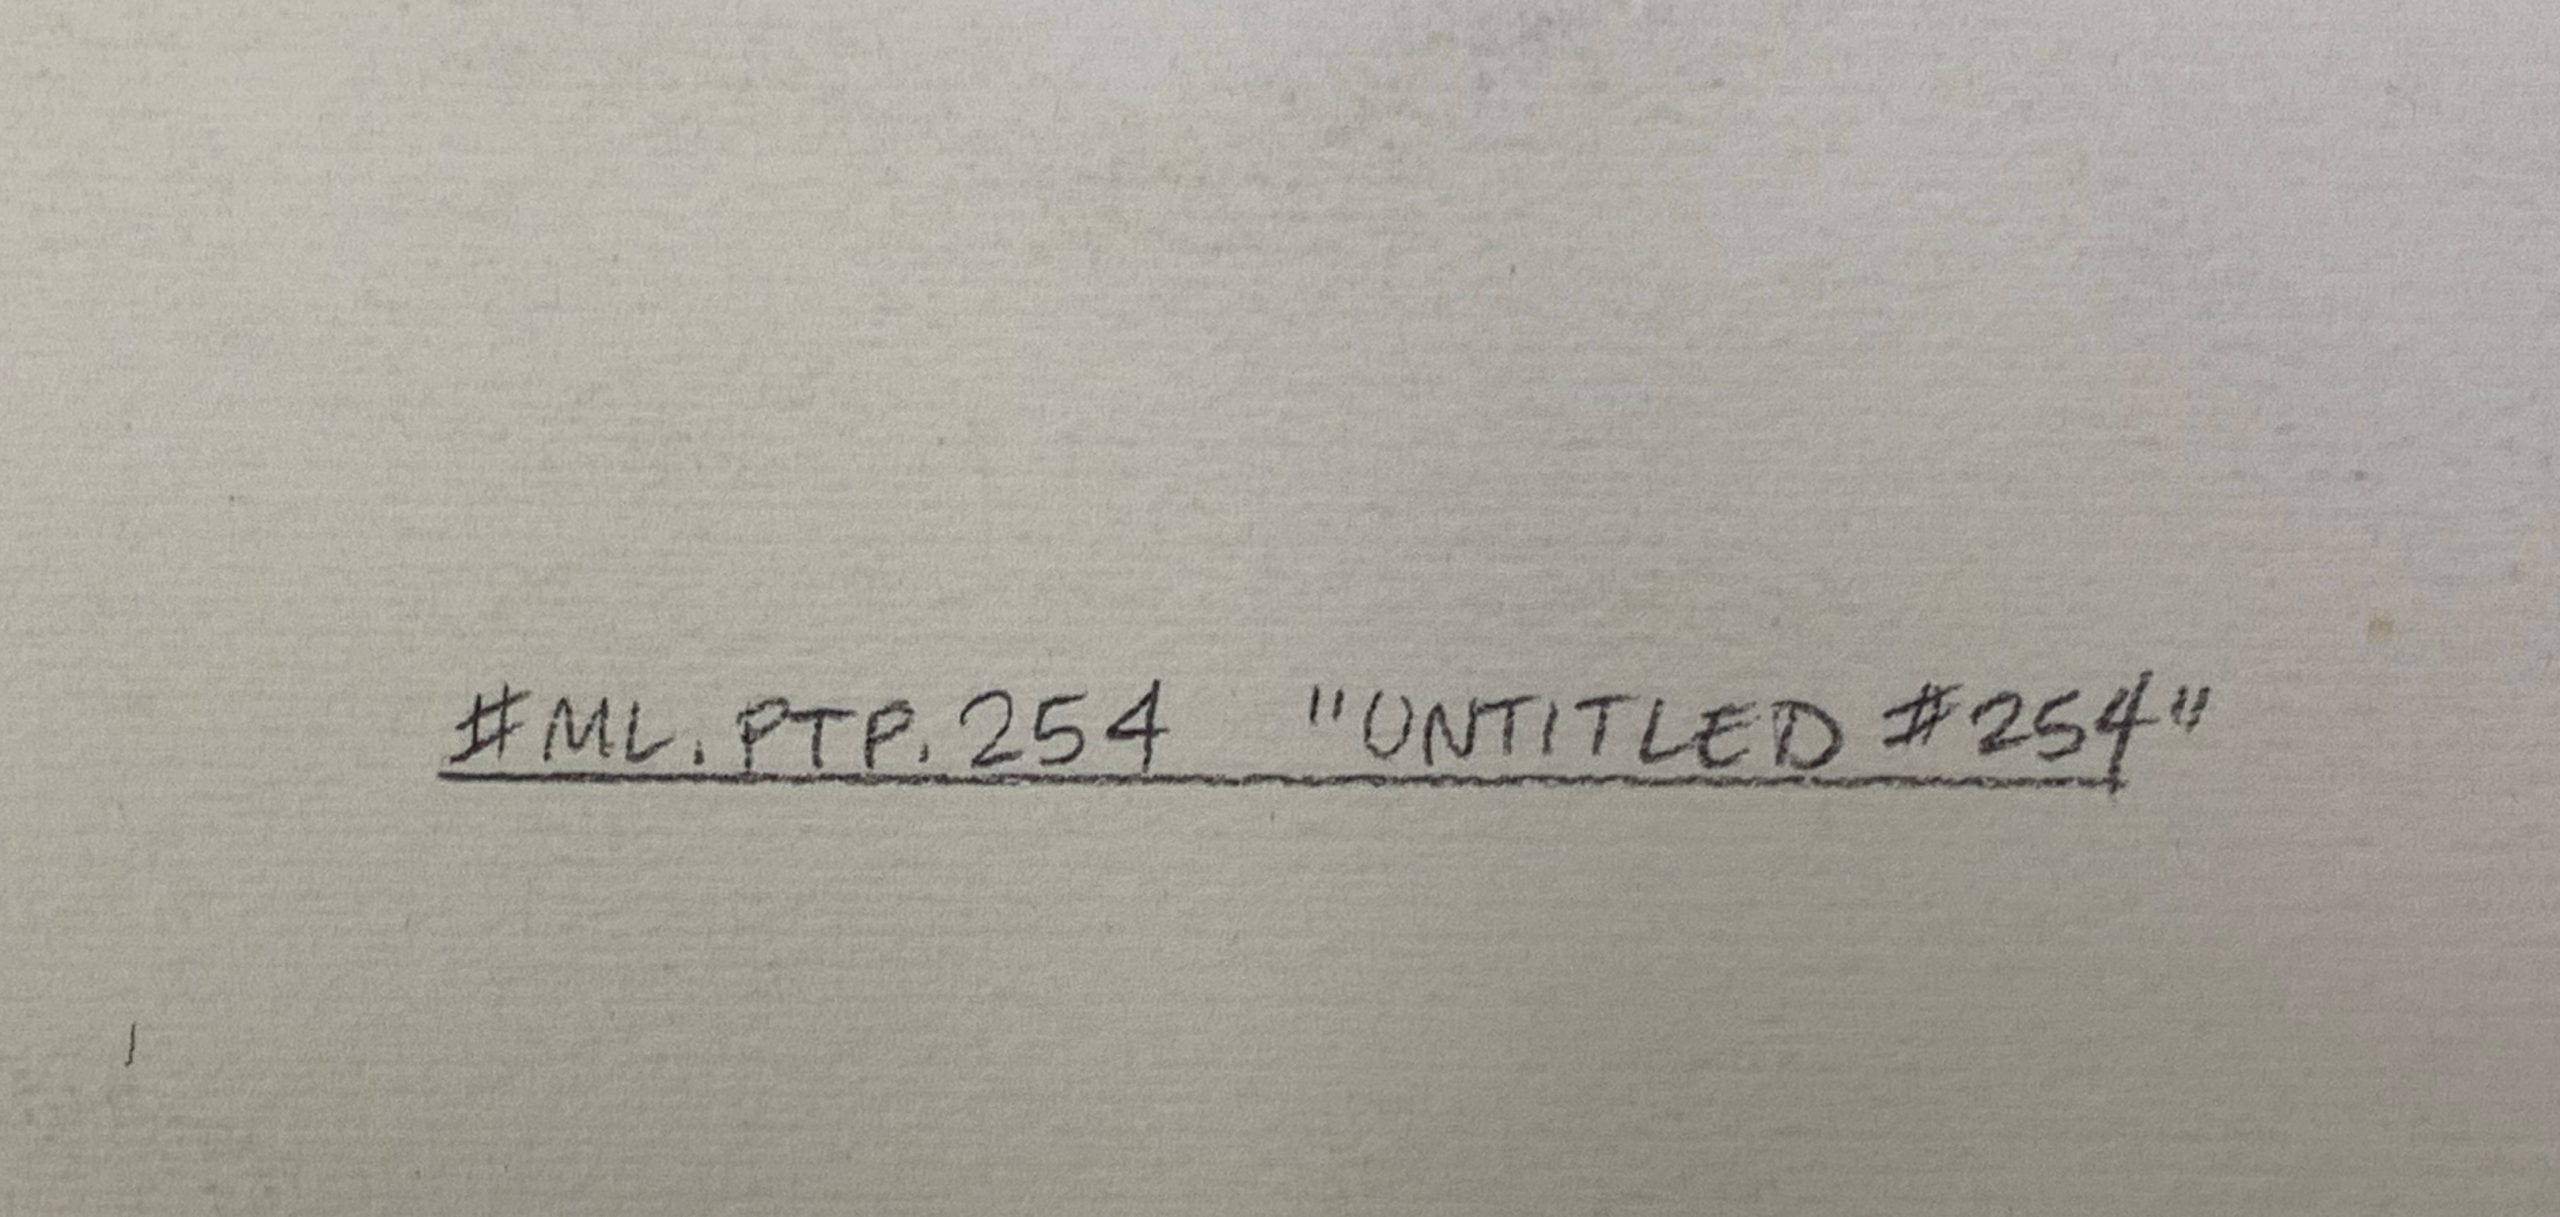 #ML. PTP. 254 "UNTITLED #254"